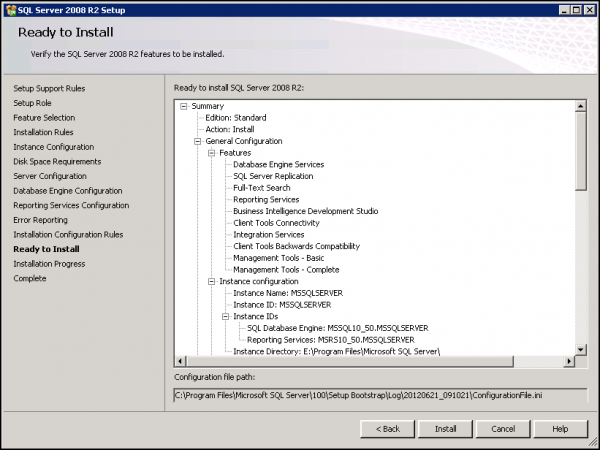 SQL Server 2008 R2 Setup
Ready to Install
Verify the SQL Server 2008 R2 features to be installed.
Setup Support Rules
Setup Role
Feature Selection
Installation Rules
Instance Configuration
Disk Space Requirements
Server Configuration
Database Engine Configuration
Reporting Services Configuration
Error Reporting
Installation Configuration Rules
Ready to Install
Installation Progress
Complete
Ready to install SQL Server 2008 R2:
Summary
Edition: Standard
Action: Install
General Configuration
Features
Database Engine Services
SQL Server Replication
Full-Text Search
Reporting Services
Business Intelligence Development Studio
Client Tools Connectivity
Integration Services
Client Tools Backwards Compatibility
Management Tools - Basic
Management Tools - Complete
Instance configuration
Instance Name: MSSQLSERVER
Instance ID: MSSQLSERVER
Instance IDs
SQL Database Engine: MSSQL10_50.MSSQLSERVER
Reporting Services: MSRS10_50.MSSQLSERVER
Instance Directory: E:\Program Files\Microsoft SQL Server\
Configuration file path:
C:\Program Files\Microsoft SQL Server\100\Setup Bootstrap\Log\20120621_091021\ConfigurationFile.ini
< Back
Install
Cancel
Help